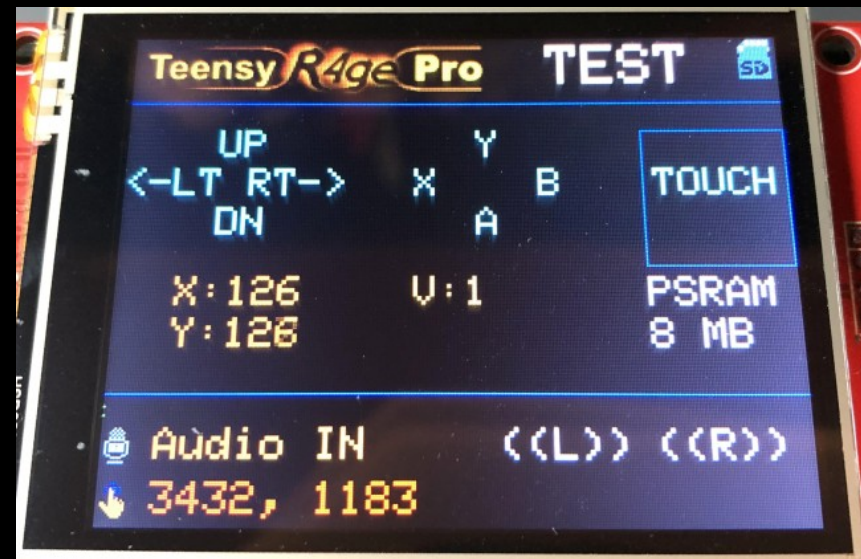 Teensy R4ge Pro TEST SD
UP Y
<-LT RT-> X B TOUCH
DN A
X:126 V:1 PSRAM
Y:126 8 MB
Audio IN ((L)) ((R))
3432, 1183